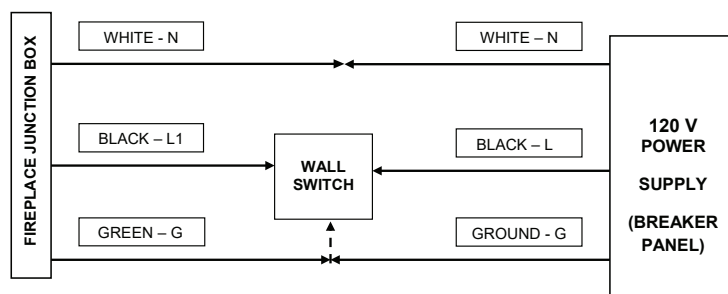 FIREPLACE JUNCTION BOX
WHITE - N
WHITE – N
BLACK – L1
WALL
SWITCH
BLACK – L
GREEN – G
GROUND - G
120 V
POWER
SUPPLY
(BREAKER
PANEL)